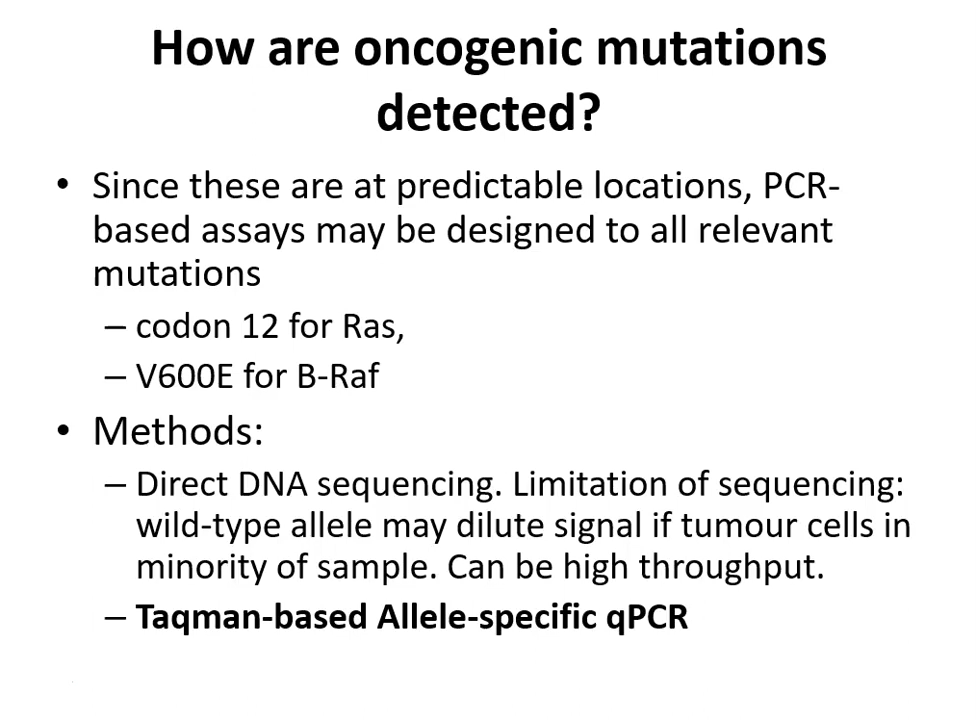 How are oncogenic mutations
detected?
• Since these are at predictable locations, PCR-
based assays may be designed to all relevant
mutations
– codon 12 for Ras,
– V600E for B-Raf
• Methods:
– Direct DNA sequencing. Limitation of sequencing:
wild-type allele may dilute signal if tumour cells in
minority of sample. Can be high throughput.
– Taqman-based Allele-specific qPCR